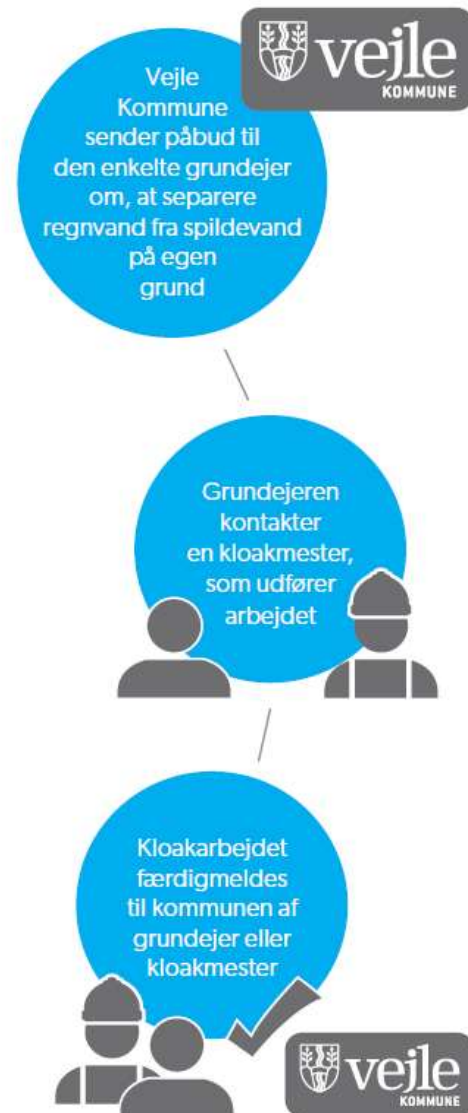 vejle
KOMMUNE
Vejle
Kommune
sender påbud til
den enkelte grundejer
om, at separere
regnvand fra spildevand
på egen
grund
Grundejeren
kontakter
en kloakmester,
som udfører
arbejdet
Kloakarbejdet
færdigmeldes
til kommunen af
grundejer eller
kloakmester
vejle
KOMMUNE